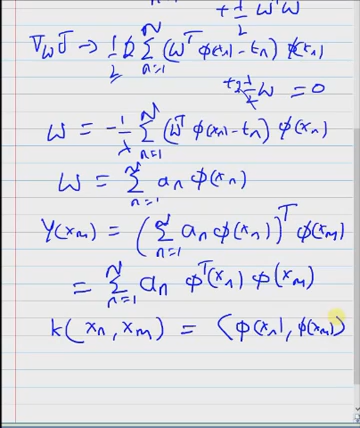 + 1/2 wᵀw
∇_w J → 1/2 2 Σ_{n=1}^{N} (wᵀ φ(xₙ) - tₙ) φ(xₙ)
+ 2 λ/2 w = 0
w = - 1/λ Σ_{n=1}^{N} (wᵀ φ(xₙ) - tₙ) φ(xₙ)
w = Σ_{n=1}^{N} aₙ φ(xₙ)
Y(xₘ) = (Σ_{n=1}^{N} aₙ φ(xₙ))ᵀ φ(xₘ)
= Σ_{n=1}^{N} aₙ φᵀ(xₙ) φ(xₘ)
k(xₙ, xₘ) = ⟨φ(xₙ), φ(xₘ)⟩